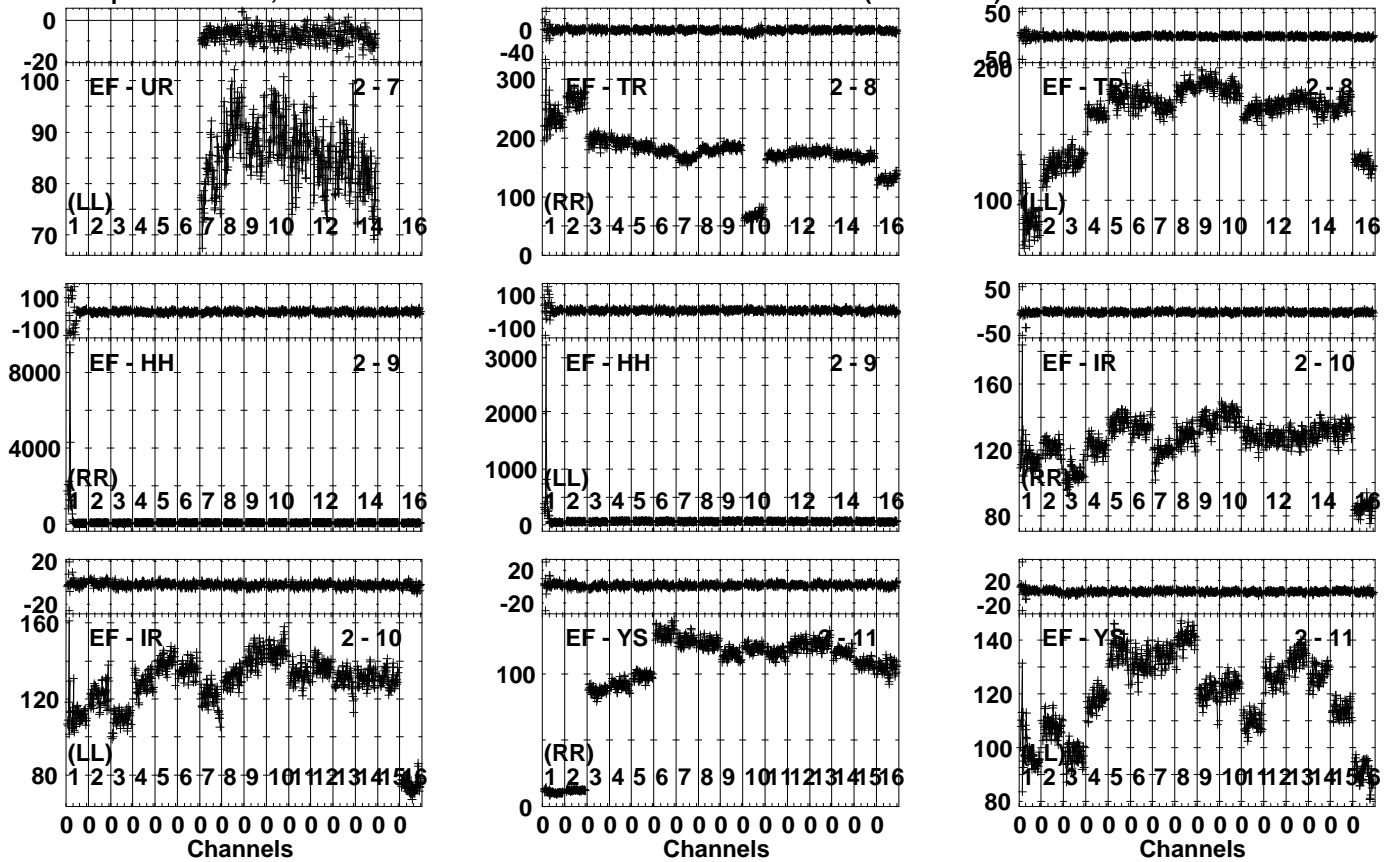 0 0 50
-20 -40 -50
100 300 200
EF - UR 2 - 7 EF - TR 2 - 8 EF - TR 2 - 8
90 200
80 100 100
(LL) (RR) (LL)
1 2 3 4 5 6 7 8 9 10 12 14 16 1 2 3 4 5 6 7 8 9 10 12 14 16 2 3 4 5 6 7 8 9 10 12 14 16
70 0
100 100 50
-100 -100 -50
EF - HH 2 - 9 EF - HH 2 - 9 EF - IR 2 - 10
8000 3000 160
4000 2000 120
1000
(RR) (LL) (RR)
1 2 3 4 5 6 7 8 9 10 12 14 16 1 2 3 4 5 6 7 8 9 10 12 14 16 1 2 3 4 5 6 7 8 9 10 12 14 16
0 0 80
20 20 20
-20 -20 -20
160 EF - IR 2 - 10 EF - YS 2 - 11 140 EF - YS 2 - 11
120 100 120
100
(LL) (RR) (LL)
80 1 2 3 4 5 6 7 8 9 10 11 12 13 14 15 16 1 2 3 4 5 6 7 8 9 10 11 12 13 14 15 16 1 2 3 4 5 6 7 8 9 10 11 12 13 14 15 16
0 80
0 0 0 0 0 0 0 0 0 0 0 0 0 0 0 0 0 0 0 0 0 0 0 0 0 0 0 0 0 0 0 0 0 0 0 0 0 0 0 0 0 0 0 0 0 0 0 0
Channels Channels Channels